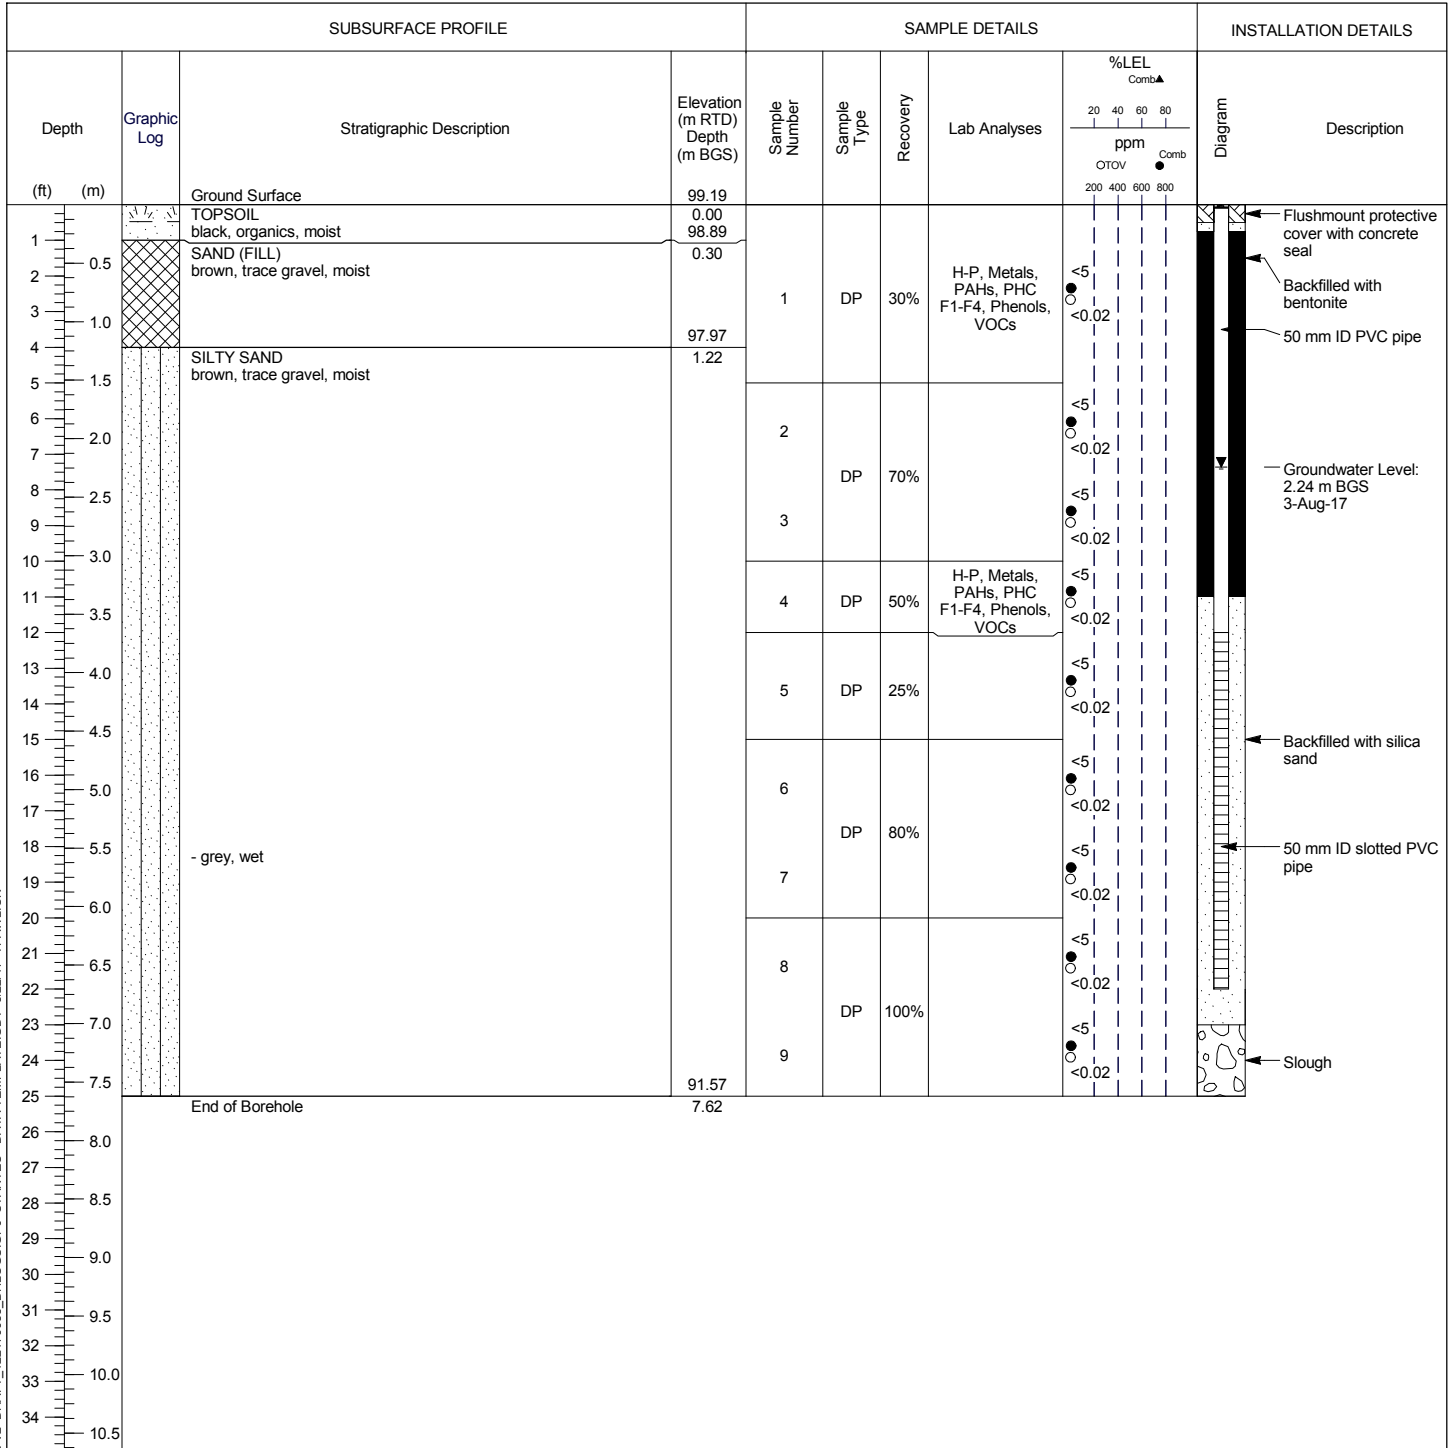 SUBSURFACE PROFILE
SAMPLE DETAILS
INSTALLATION DETAILS
Depth
(ft)
(m)
Graphic
Log
Stratigraphic Description
Elevation
(m RTD)
Depth
(m BGS)
Sample
Number
Sample
Type
Recovery
Lab Analyses
%LEL
Comb▲
20 40 60 80
ppm
OTOV
● Comb
200 400 600 800
Diagram
Description
Ground Surface
99.19
TOPSOIL
black, organics, moist
0.00
98.89
SAND (FILL)
brown, trace gravel, moist
0.30
97.97
SILTY SAND
brown, trace gravel, moist
1.22
- grey, wet
91.57
End of Borehole
7.62
1
2
3
4
5
6
7
8
9
10
11
12
13
14
15
16
17
18
19
20
21
22
23
24
25
26
27
28
29
30
31
32
33
34
0.5
1.0
1.5
2.0
2.5
3.0
3.5
4.0
4.5
5.0
5.5
6.0
6.5
7.0
7.5
8.0
8.5
9.0
9.5
10.0
10.5
1
DP
30%
H-P, Metals,
PAHs, PHC
F1-F4, Phenols,
VOCs
<5
<0.02
2
<5
<0.02
DP
70%
3
<5
<0.02
4
DP
50%
H-P, Metals,
PAHs, PHC
F1-F4, Phenols,
VOCs
<5
<0.02
5
DP
25%
<5
<0.02
6
<5
<0.02
DP
80%
7
<5
<0.02
8
<5
<0.02
DP
100%
9
<5
<0.02
Flushmount protective
cover with concrete
seal
Backfilled with
bentonite
50 mm ID PVC pipe
Groundwater Level:
2.24 m BGS
3-Aug-17
Backfilled with silica
sand
50 mm ID slotted PVC
pipe
Slough